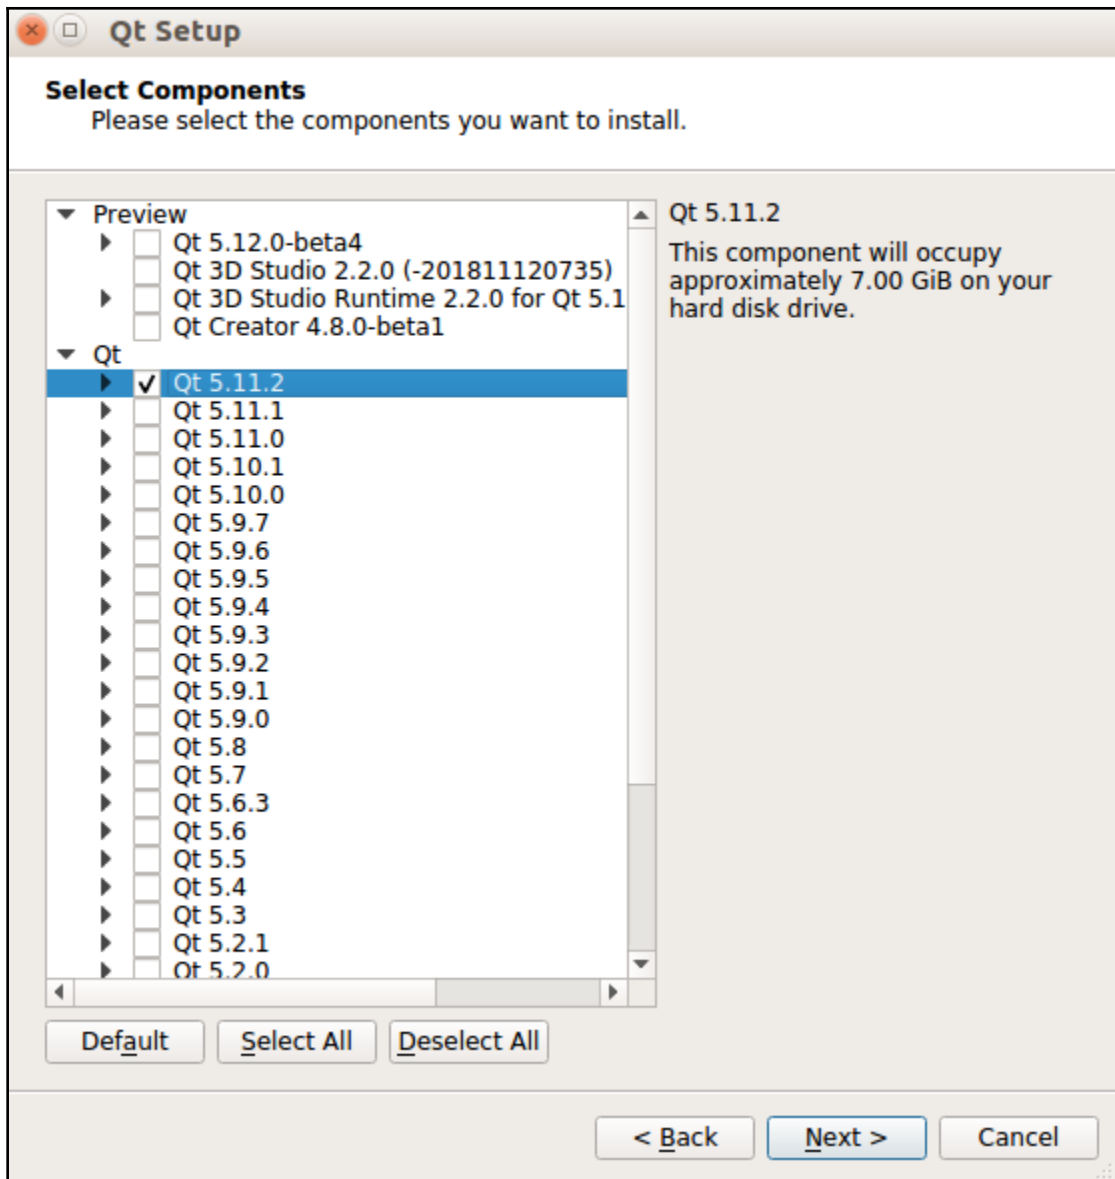 Qt Setup
Select Components
Please select the components you want to install.
Preview
Qt 5.12.0-beta4
Qt 3D Studio 2.2.0 (-201811120735)
Qt 3D Studio Runtime 2.2.0 for Qt 5.1
Qt Creator 4.8.0-beta1
Qt
Qt 5.11.2
Qt 5.11.1
Qt 5.11.0
Qt 5.10.1
Qt 5.10.0
Qt 5.9.7
Qt 5.9.6
Qt 5.9.5
Qt 5.9.4
Qt 5.9.3
Qt 5.9.2
Qt 5.9.1
Qt 5.9.0
Qt 5.8
Qt 5.7
Qt 5.6.3
Qt 5.6
Qt 5.5
Qt 5.4
Qt 5.3
Qt 5.2.1
Qt 5.2.0
Qt 5.11.2
This component will occupy
approximately 7.00 GiB on your
hard disk drive.
Default Select All Deselect All
< Back Next > Cancel